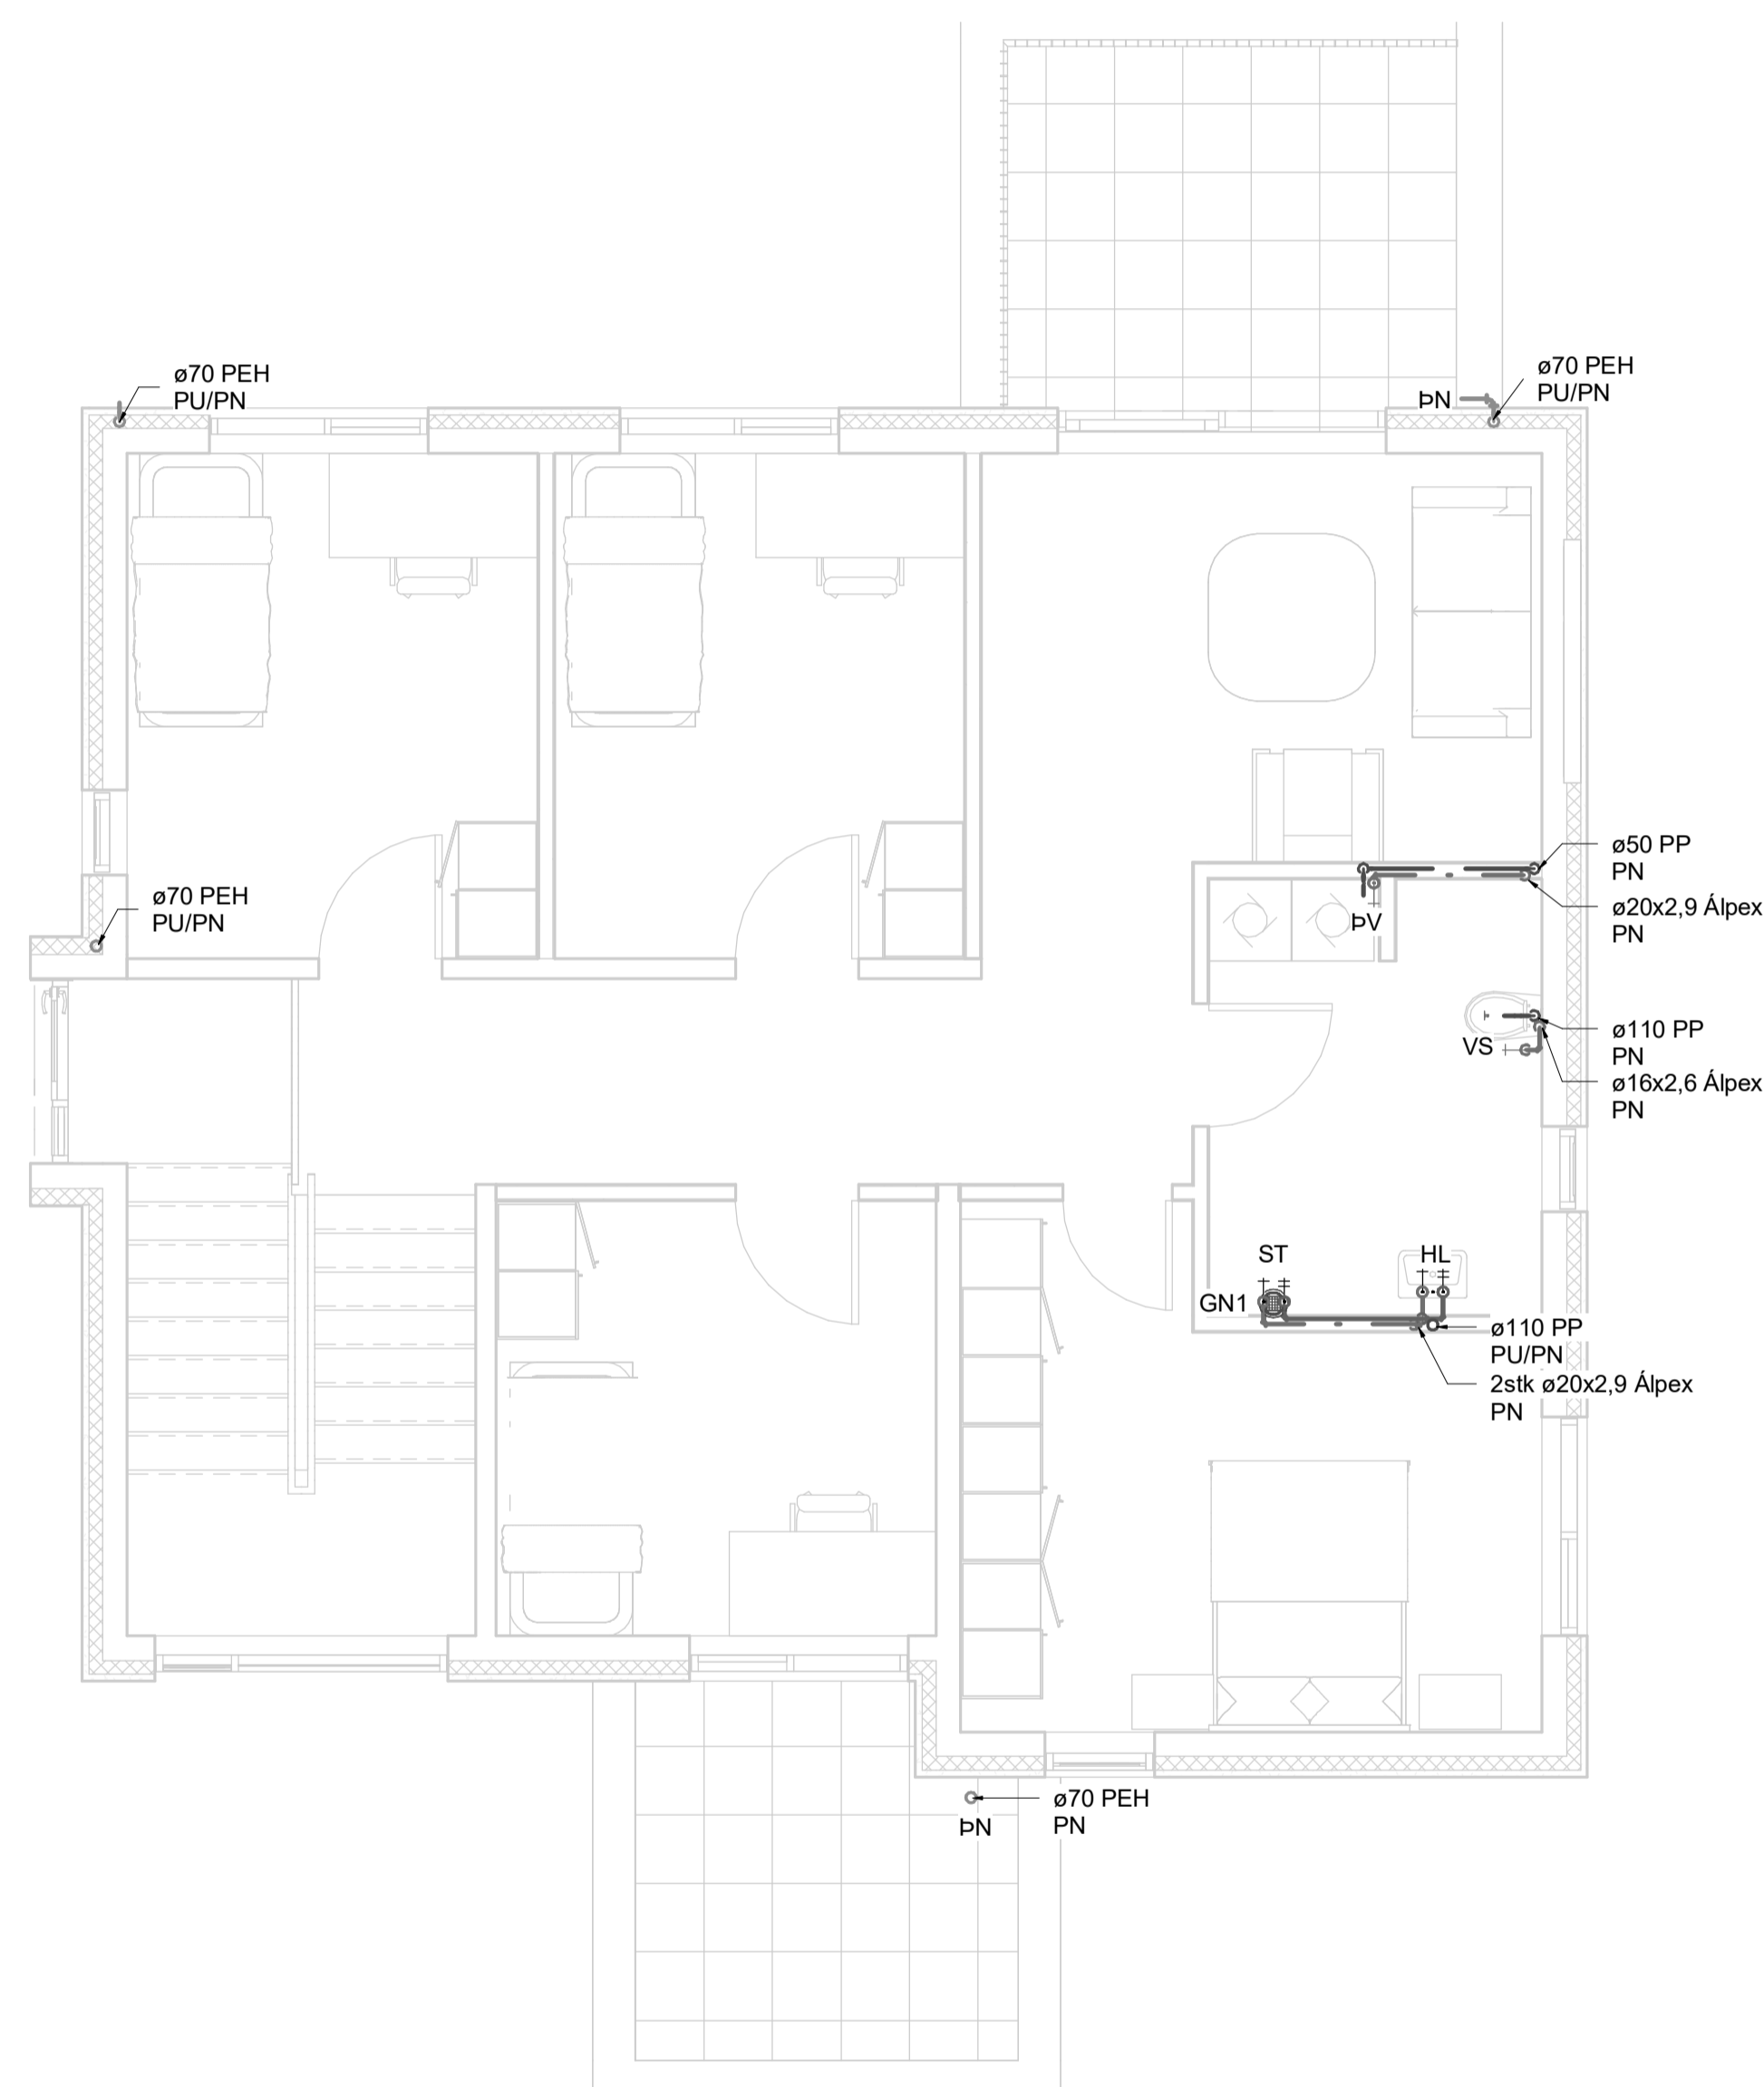 ø70 PEH
PU/PN
ø70 PEH
PU/PN
ÞN
ø50 PP
PN
ø70 PEH
PU/PN
ø20x2,9 Álpex
PN
ÞV
ø110 PP
PN
VS
ø16x2,6 Álpex
PN
ST
HL
GN1
ø110 PP
PU/PN
2stk ø20x2,9 Álpex
PN
ø70 PEH
PN
ÞN